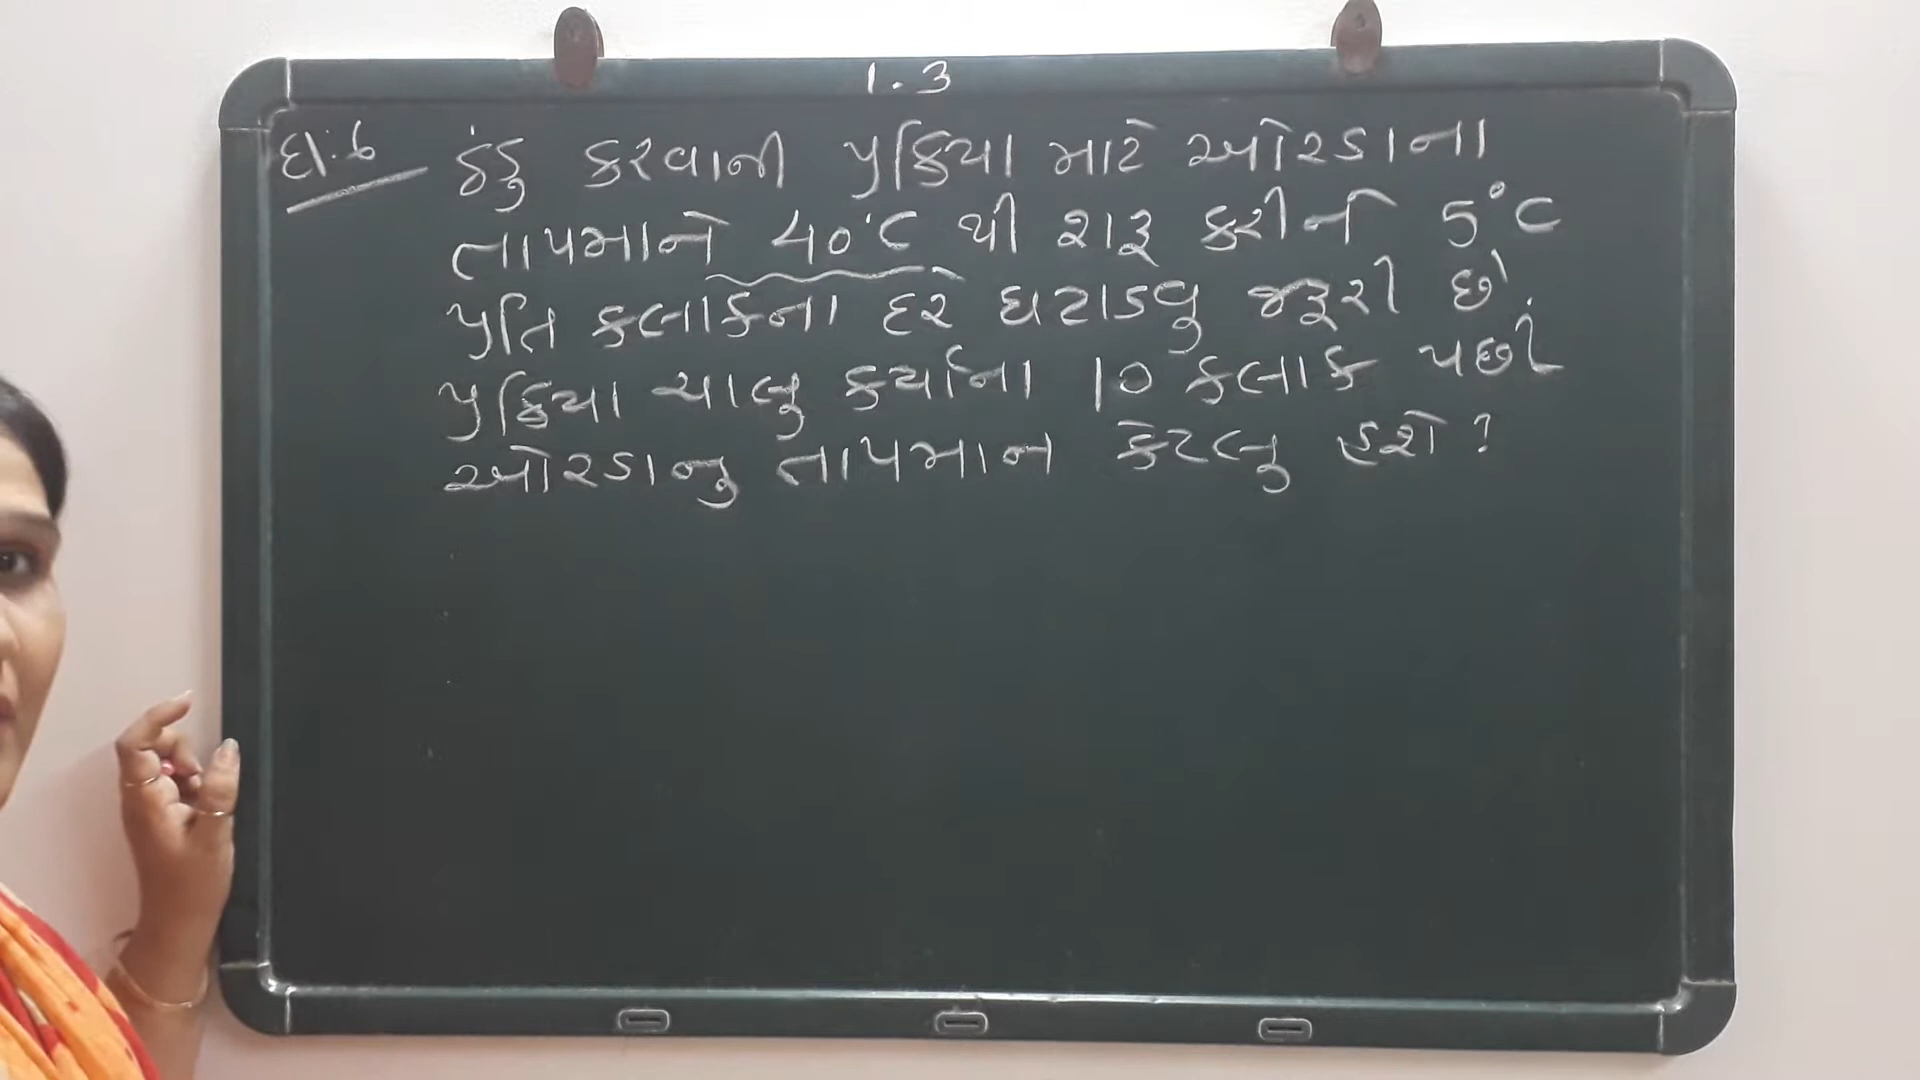 1.3
દા.6 ઠંડુ કરવાની પ્રક્રિયા માટે ઓરડાના
તાપમાને 40°C થી શરૂ કરીને 5°C
પ્રતિ કલાકના દરે ઘટાડવુ જરૂરી છે.
પ્રક્રિયા ચાલુ કર્યાના 10 કલાક પછી
ઓરડાનુ તાપમાન કેટલુ હશે ?